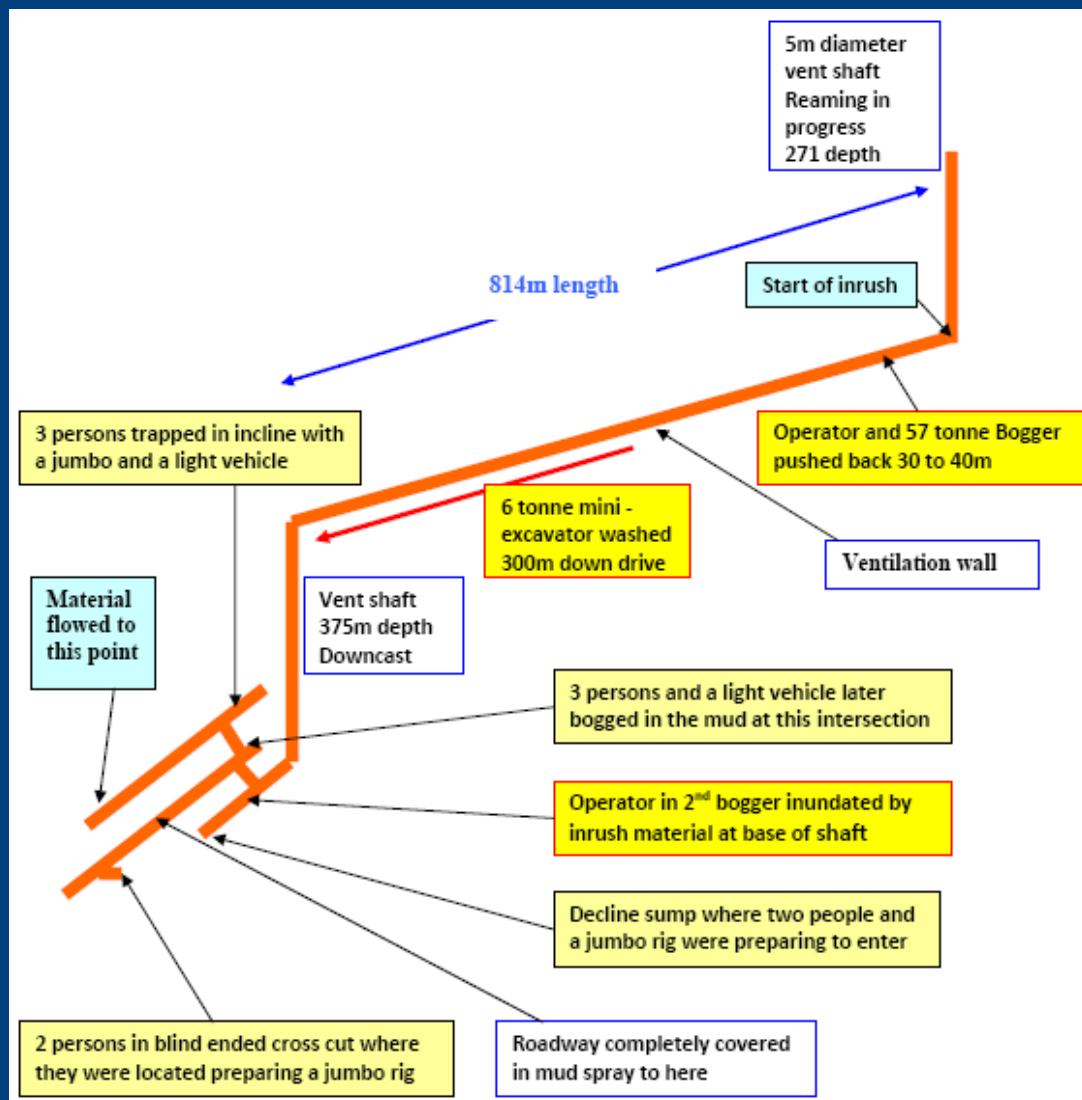 5m diameter
vent shaft
Reaming in
progress
271 depth
814m length
Start of inrush
3 persons trapped in incline with
a jumbo and a light vehicle
Operator and 57 tonne Bogger
pushed back 30 to 40m
6 tonne mini -
excavator washed
300m down drive
Ventilation wall
Material
flowed to
this point
Vent shaft
375m depth
Downcast
3 persons and a light vehicle later
bogged in the mud at this intersection
Operator in 2nd bogger inundated by
inrush material at base of shaft
Decline sump where two people and
a jumbo rig were preparing to enter
2 persons in blind ended cross cut where
they were located preparing a jumbo rig
Roadway completely covered
in mud spray to here